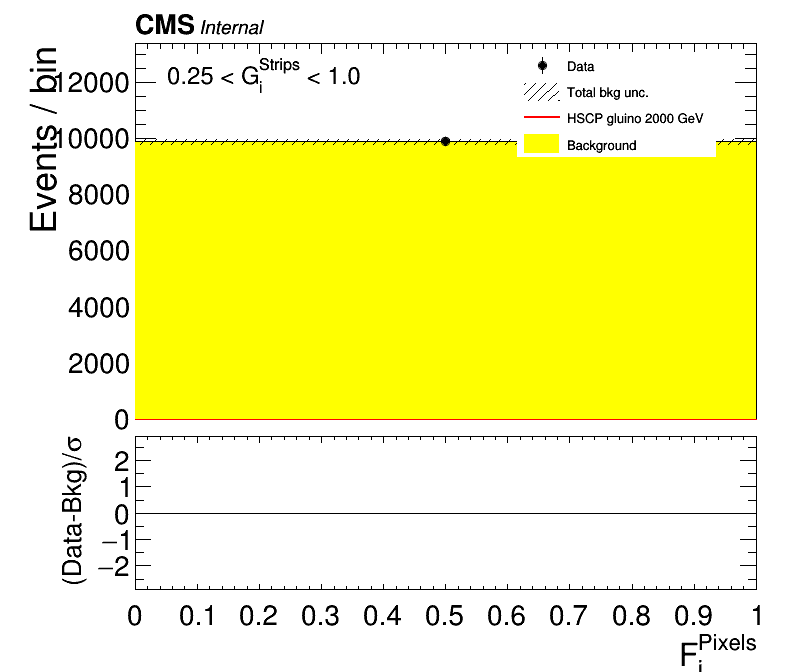 CMS Internal
0.25 < G_i^Strips < 1.0
Data
Total bkg unc.
HSCP gluino 2000 GeV
Background
Events / bin
12000
10000
8000
6000
4000
2000
0
(Data-Bkg)/σ
2
1
0
−1
−2
0 0.1 0.2 0.3 0.4 0.5 0.6 0.7 0.8 0.9 1
F_i^Pixels